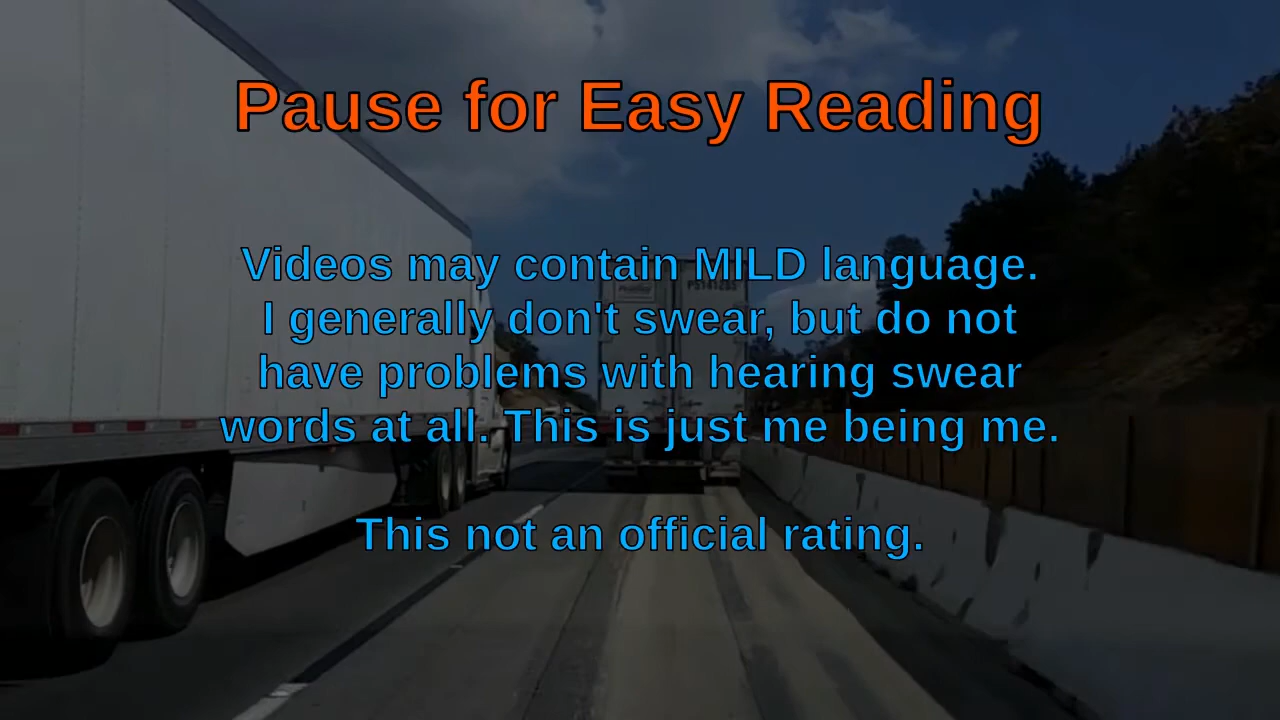 Pause for Easy Reading
Videos may contain MILD language.
I generally don't swear, but do not
have problems with hearing swear
words at all. This is just me being me.
This not an official rating.